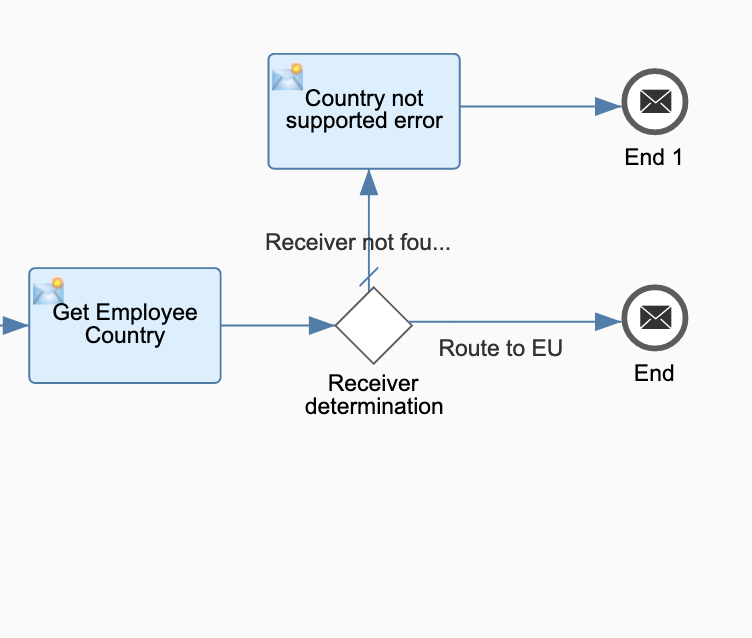 Country not
supported error
End 1
Receiver not fou...
Get Employee
Country
Route to EU
End
Receiver
determination